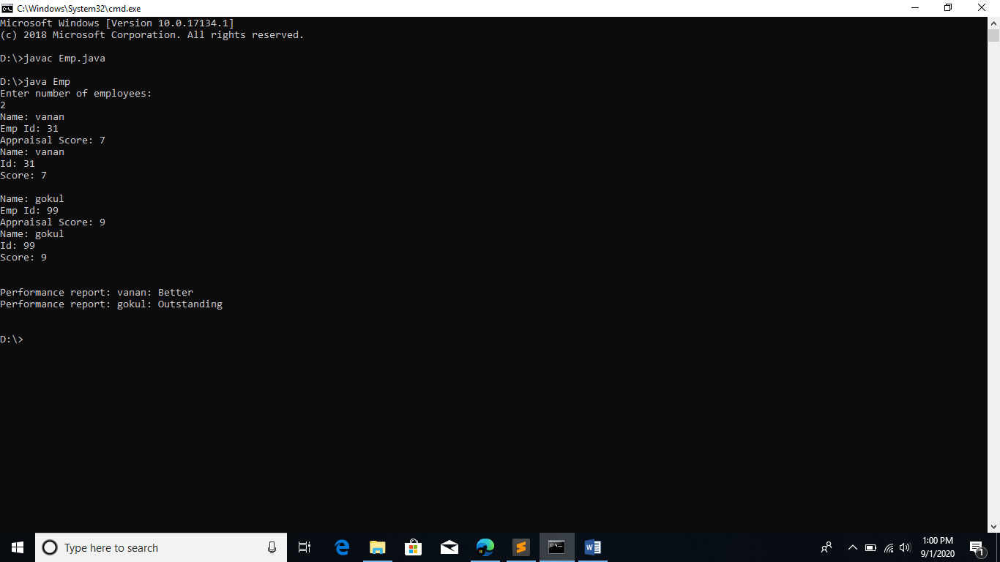 C:\Windows\System32\cmd.exe
Microsoft Windows [Version 10.0.17134.1]
(c) 2018 Microsoft Corporation. All rights reserved.
D:\>javac Emp.java
D:\>java Emp
Enter number of employees:
2
Name: vanan
Emp Id: 31
Appraisal Score: 7
Name: vanan
Id: 31
Score: 7
Name: gokul
Emp Id: 99
Appraisal Score: 9
Name: gokul
Id: 99
Score: 9
Performance report: vanan: Better
Performance report: gokul: Outstanding
D:\>
Type here to search
1:00 PM
9/1/2020
1